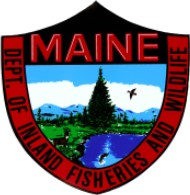 MAINE
DEPT. OF INLAND FISHERIES AND WILDLIFE